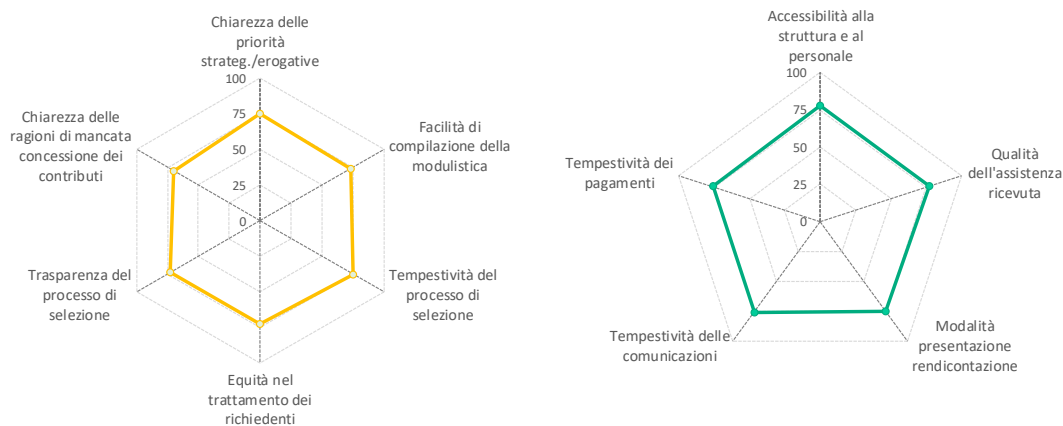 Chiarezza delle
priorità
strateg./erogative
100
75
50
25
0
Facilità di
compilazione della
modulistica
Tempestività del
processo di
selezione
Equità nel
trattamento dei
richiedenti
Trasparenza del
processo di
selezione
Chiarezza delle
ragioni di mancata
concessione dei
contributi
Accessibilità alla
struttura e al
personale
100
75
50
25
0
Qualità
dell'assistenza
ricevuta
Modalità
presentazione
rendicontazione
Tempestività delle
comunicazioni
Tempestività dei
pagamenti